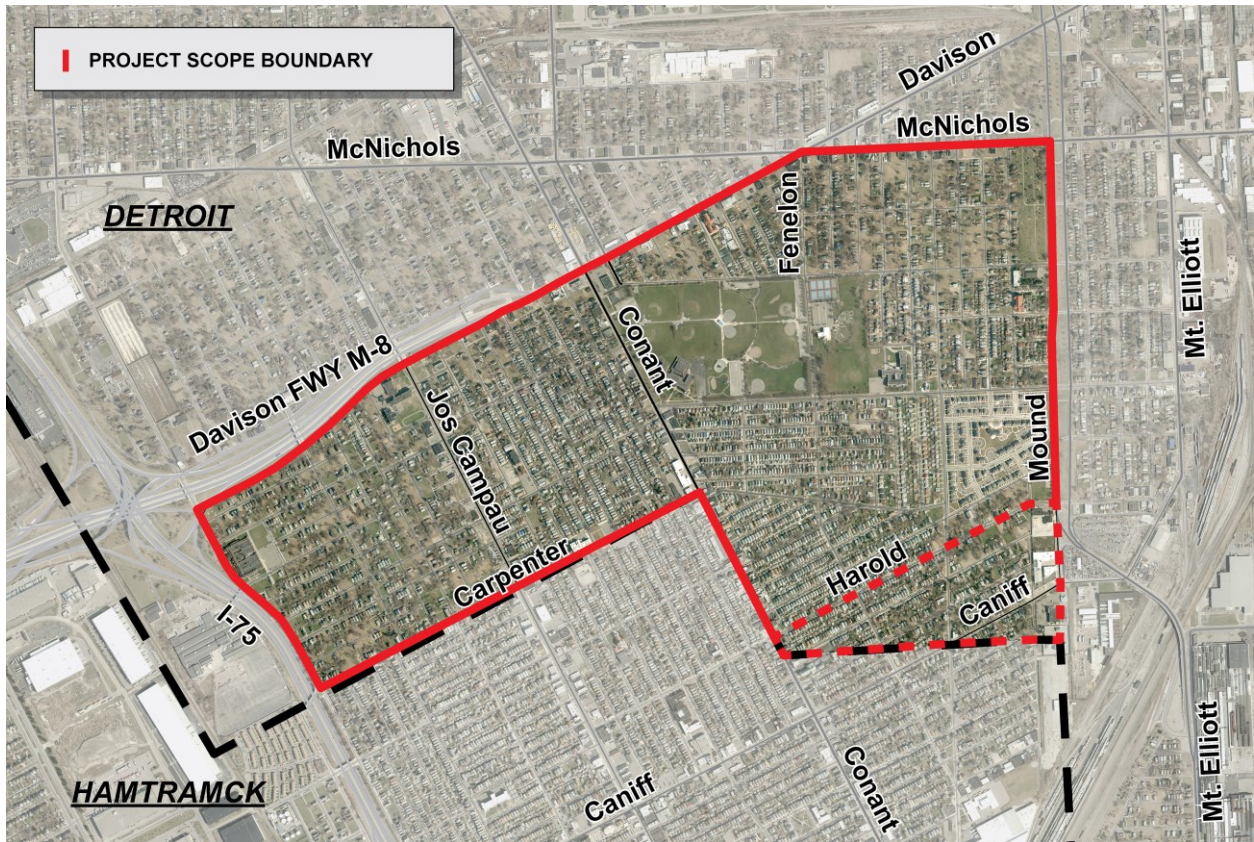 PROJECT SCOPE BOUNDARY
Davison
McNichols
McNichols
DETROIT
Fenelon
Mt. Elliott
Conant
Davison FWY M-8
Jos Campau
Mound
Harold
Carpenter
Caniff
I-75
HAMTRAMCK
Caniff
Conant
Mt. Elliott